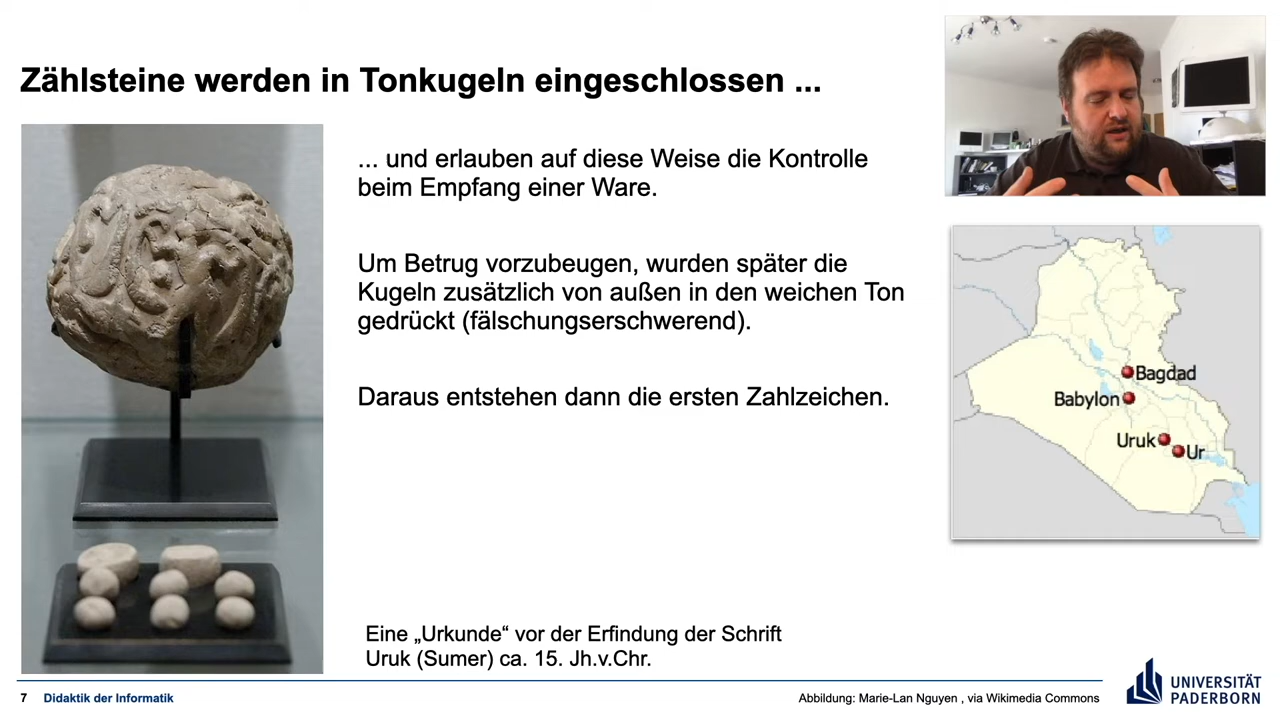 Zählsteine werden in Tonkugeln eingeschlossen ...
... und erlauben auf diese Weise die Kontrolle
beim Empfang einer Ware.
Um Betrug vorzubeugen, wurden später die
Kugeln zusätzlich von außen in den weichen Ton
gedrückt (fälschungserschwerend).
Daraus entstehen dann die ersten Zahlzeichen.
Bagdad
Babylon
Uruk
Ur
Eine „Urkunde“ vor der Erfindung der Schrift
Uruk (Sumer) ca. 15. Jh.v.Chr.
7 Didaktik der Informatik
Abbildung: Marie-Lan Nguyen , via Wikimedia Commons
UNIVERSITÄT
PADERBORN